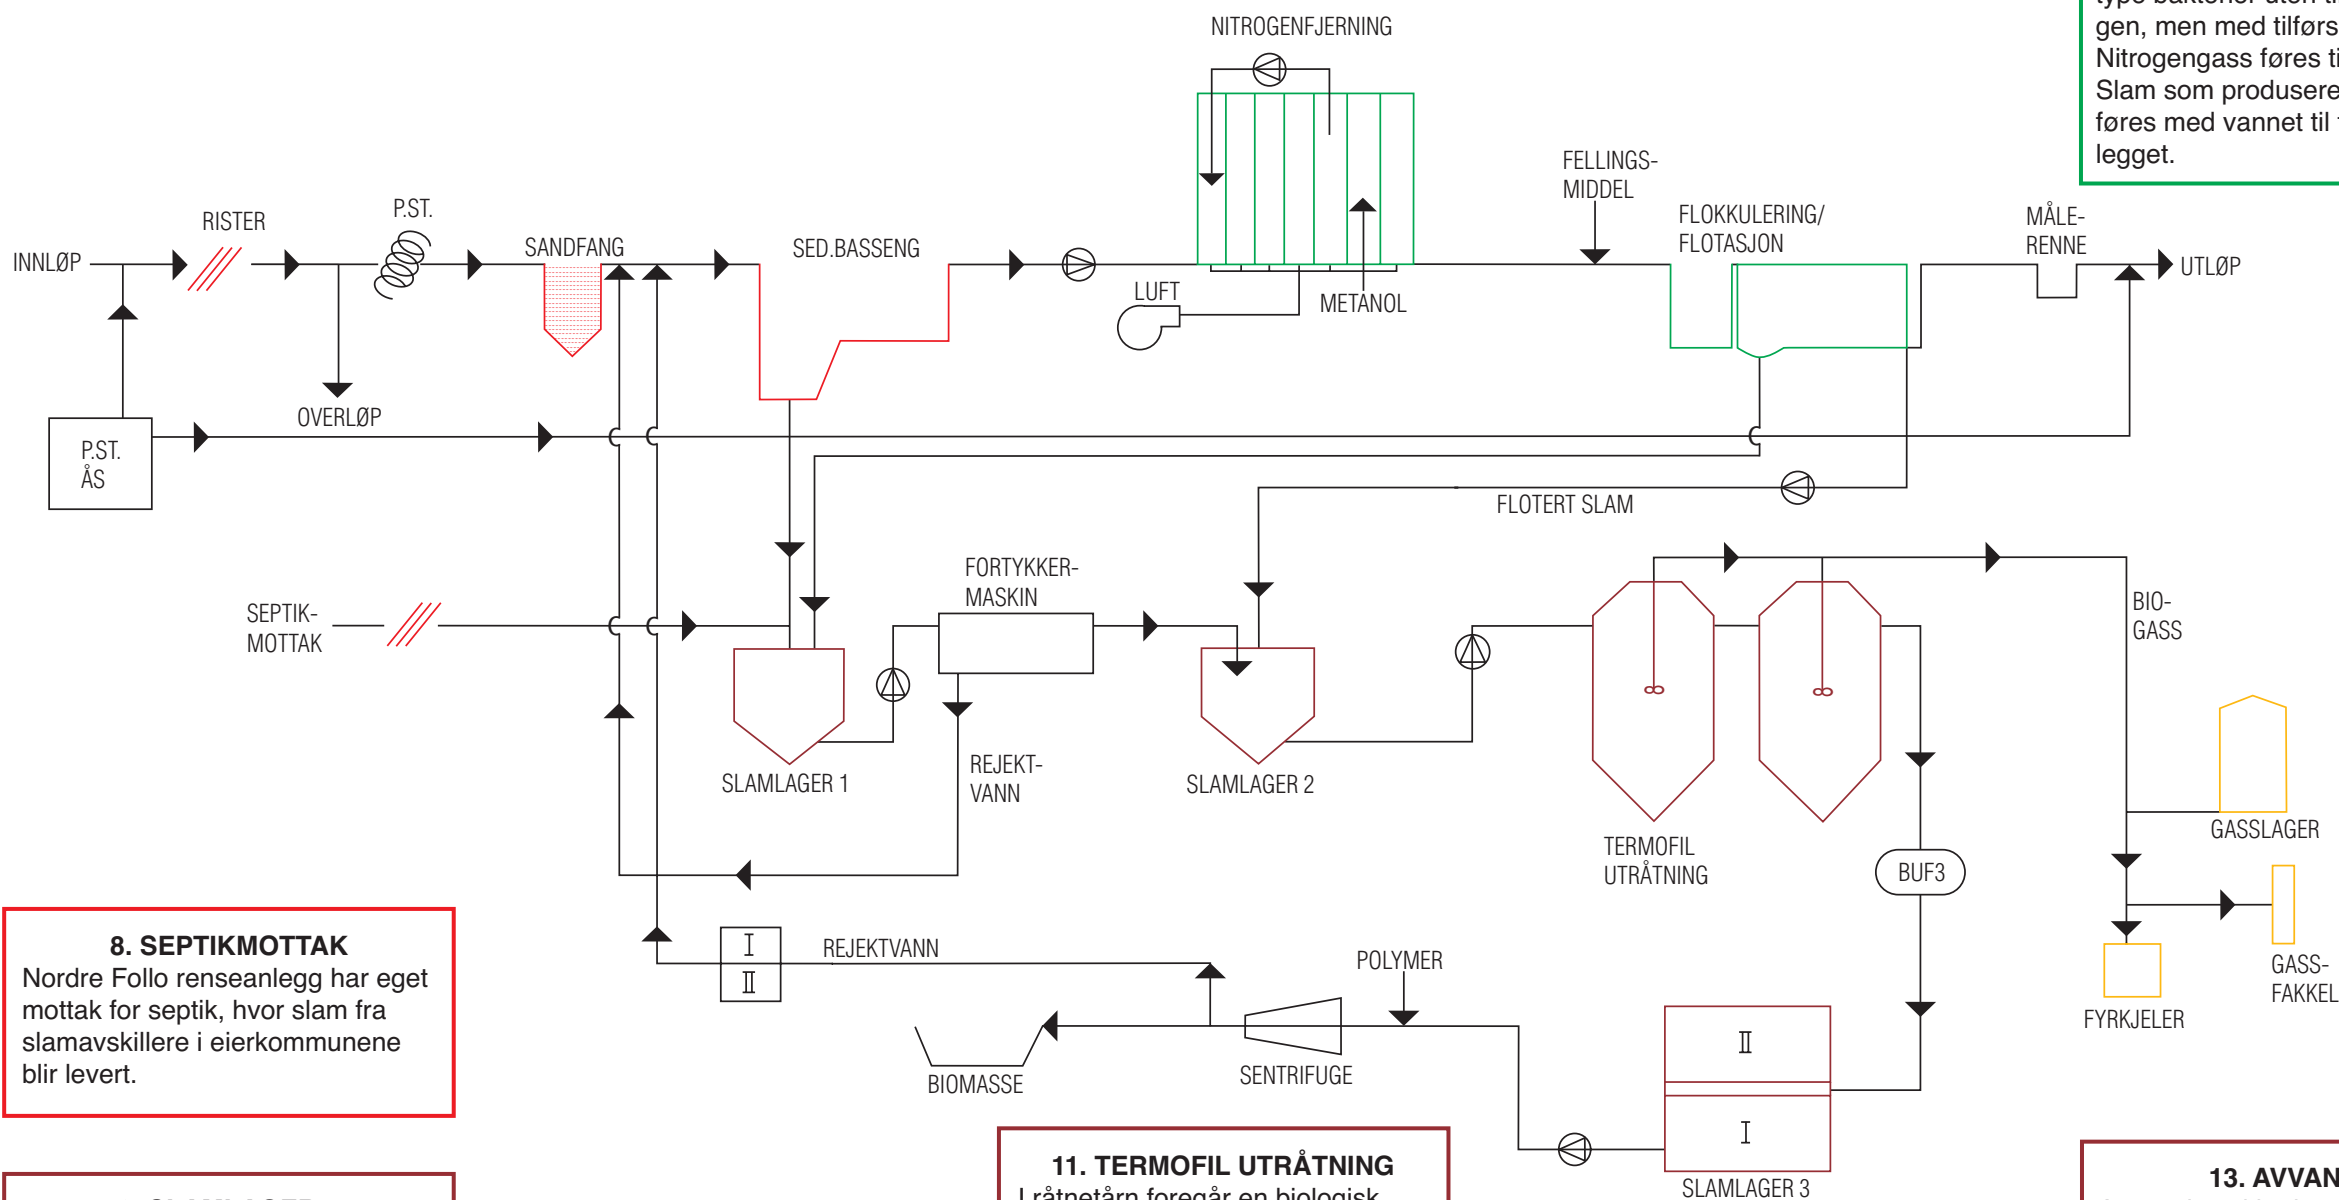 NITROGENFJERNING
gen, men med tilførs
Nitrogengass føres ti
Slam som produsere
føres med vannet til
legget.
FELLINGS-
MIDDEL
P.ST.
RISTER
SANDFANG
SED.BASSENG
FLOKKULERING/
FLOTASJON
MÅLE-
RENNE
INNLØP
UTLØP
LUFT
METANOL
OVERLØP
P.ST.
ÅS
FLOTERT SLAM
FORTYKKER-
MASKIN
SEPTIK-
MOTTAK
BIO-
GASS
REJEKT-
VANN
SLAMLAGER 1
SLAMLAGER 2
TERMOFIL
UTRÅTNING
GASSLAGER
BUF3
8. SEPTIKMOTTAK
Nordre Follo renseanlegg har eget
mottak for septik, hvor slam fra
slamavskillere i eierkommunene
blir levert.
I
II
REJEKTVANN
POLYMER
GASS-
FAKKEL
FYRKJELER
BIOMASSE
SENTRIFUGE
II
I
SLAMLAGER 3
11. TERMOFIL UTRÅTNING
I råtnetårn foregår en biologisk
13. AVVAN